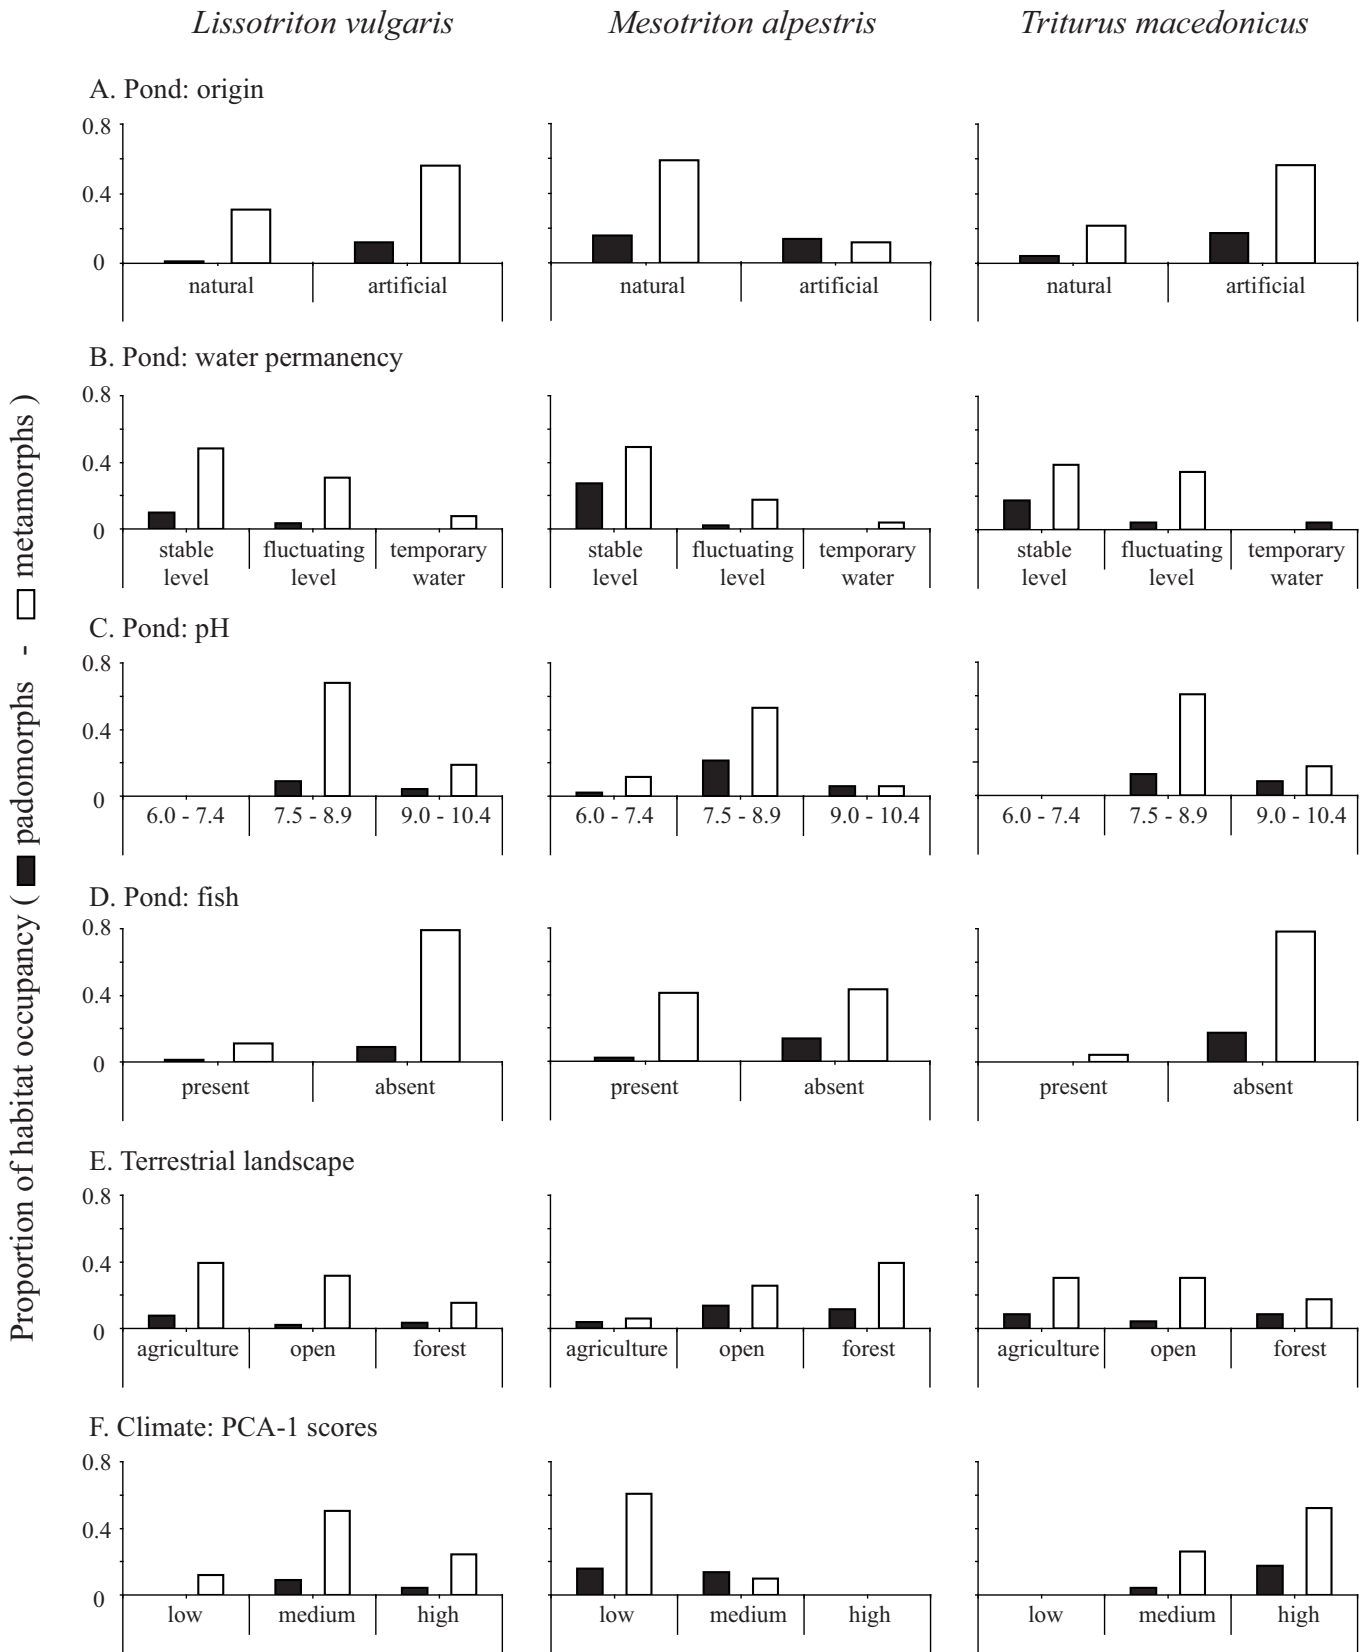 Lissotriton vulgaris Mesotriton alpestris Triturus macedonicus
Proportion of habitat occupancy ( padomorphs - metamorphs )
A. Pond: origin
0.8
0.4
0
natural artificial natural artificial natural artificial
B. Pond: water permanency
0.8
0.4
0
stable fluctuating temporary stable fluctuating temporary stable fluctuating temporary
level level water level level water level level water
C. Pond: pH
0.8
0.4
0
6.0 - 7.4 7.5 - 8.9 9.0 - 10.4 6.0 - 7.4 7.5 - 8.9 9.0 - 10.4 6.0 - 7.4 7.5 - 8.9 9.0 - 10.4
D. Pond: fish
0.8
0.4
0
present absent present absent present absent
E. Terrestrial landscape
0.8
0.4
0
agriculture open forest agriculture open forest agriculture open forest
F. Climate: PCA-1 scores
0.8
0.4
0
low medium high low medium high low medium high